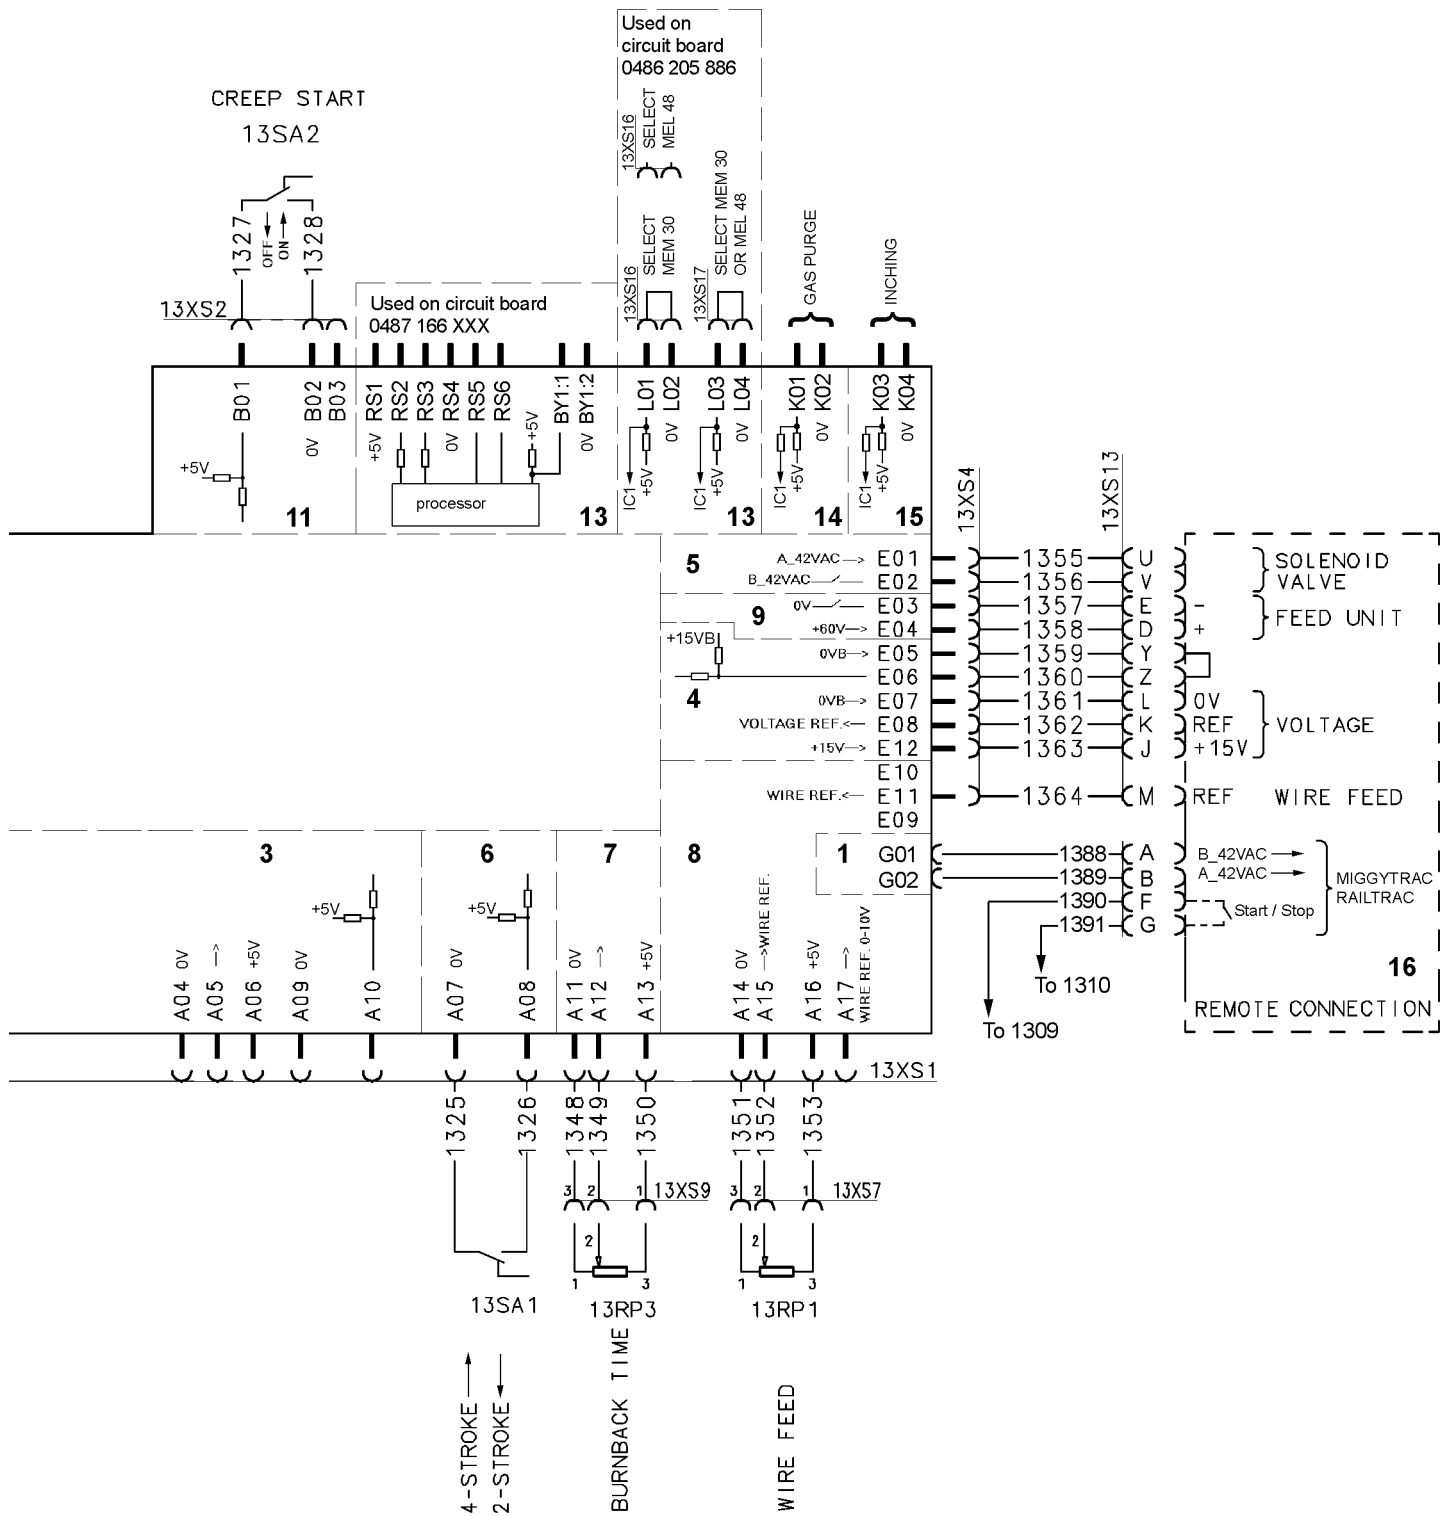 Used on
circuit board
0486 205 886
CREEP START
13SA2
13XS16
SELECT
MEL 48
1327
OFF
ON
1328
13XS2
Used on circuit board
0487 166 XXX
13XS16
SELECT
MEM 30
13XS17
SELECT MEM 30
OR MEL 48
GAS PURGE
INCHING
B01
B02
B03
RS1
RS2
RS3
RS4
RS5
RS6
BY1:1
BY1:2
L01
L02
L03
L04
K01
K02
K03
K04
+5V
0V
+5V
0V
processor
+5V
0V
IC1
+5V
0V
IC1
+5V
0V
IC1
+5V
0V
IC1
+5V
0V
11
13
13
14
15
13XS4
13XS13
5
A_42VAC
E01
1355
U
SOLENOID
VALVE
B_42VAC
E02
1356
V
9
0V
E03
1357
E
-
FEED UNIT
+60V
E04
1358
D
+
+15VB
0VB
E05
1359
Y
E06
1360
Z
4
0VB
E07
1361
L
0V
VOLTAGE REF.
E08
1362
K
REF
VOLTAGE
+15V
E12
1363
J
+15V
E10
WIRE REF.
E11
1364
M
REF
WIRE FEED
E09
3
6
7
8
1
G01
1388
A
B_42VAC
G02
1389
B
A_42VAC
MIGGYTRAC
RAILTRAC
1390
F
Start / Stop
1391
G
16
To 1310
To 1309
REMOTE CONNECTION
+5V
+5V
A04 0V
A05
A06 +5V
A09 0V
A10
A07 0V
A08
A11 0V
A12
A13 +5V
A14 0V
A15
WIRE REF.
A16 +5V
A17
WIRE REF. 0-10V
13XS1
1325
1326
1348
1349
1350
1351
1352
1353
3
2
1
13XS9
3
2
1
13XS7
2
1
3
2
1
3
13SA1
13RP3
13RP1
4-STROKE
2-STROKE
BURNBACK TIME
WIRE FEED